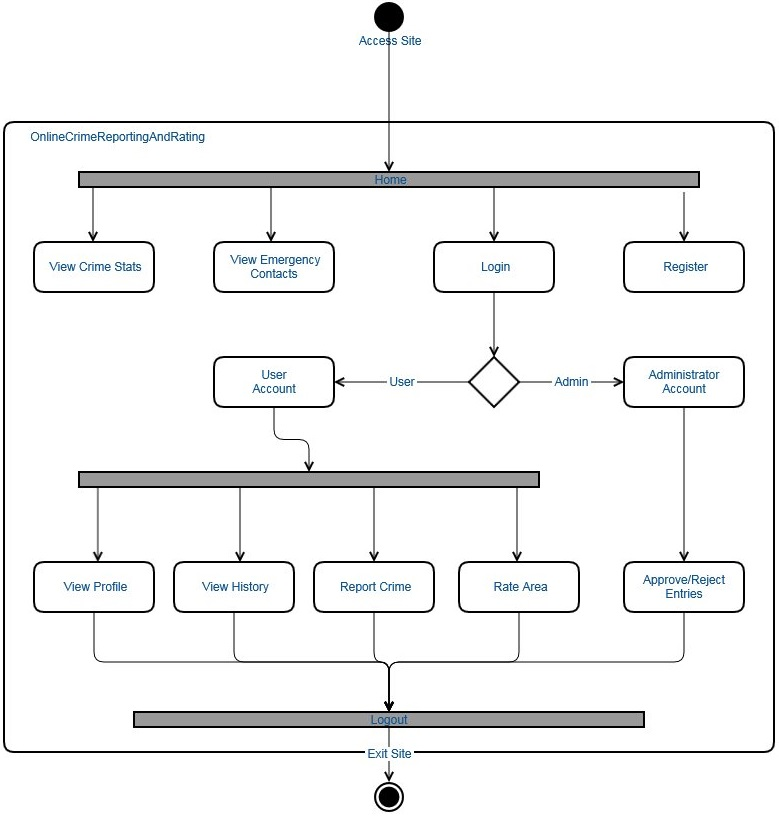 Access Site
OnlineCrimeReportingAndRating
Home
View Crime Stats
View Emergency
Contacts
Login
Register
User
Account
User
Admin
Administrator
Account
View Profile
View History
Report Crime
Rate Area
Approve/Reject
Entries
Logout
Exit Site